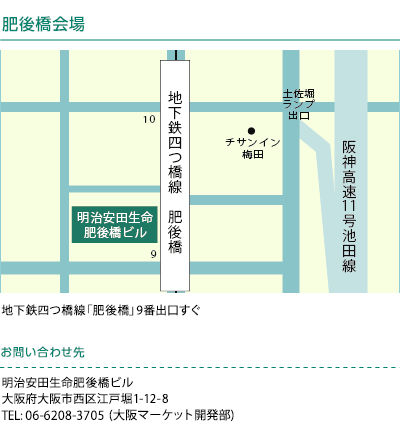 肥後橋会場
土佐堀
ランプ
出口
10
地下鉄四つ橋線 肥後橋
チサンイン
梅田
阪神高速11号池田線
明治安田生命
肥後橋ビル
9
地下鉄四つ橋線「肥後橋」9番出口すぐ
お問い合わせ先
明治安田生命肥後橋ビル
大阪府大阪市西区江戸堀1-12-8
TEL: 06-6208-3705 (大阪マーケット開発部)